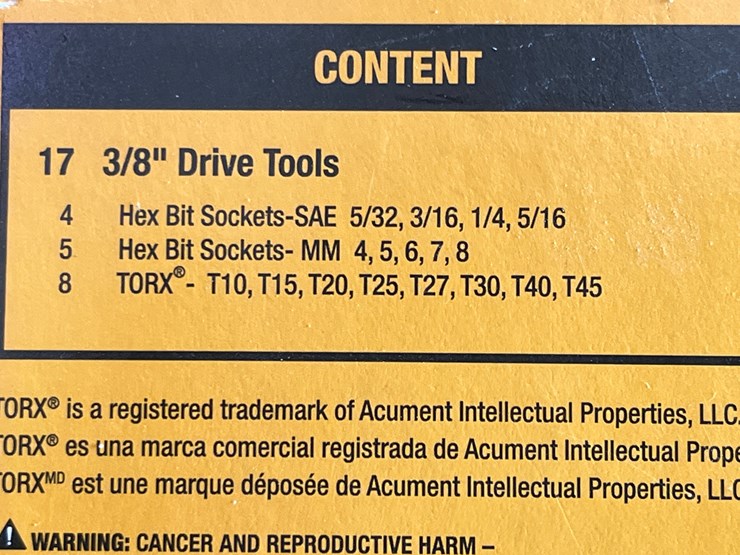 CONTENT
17 3/8" Drive Tools
4 Hex Bit Sockets-SAE 5/32, 3/16, 1/4, 5/16
5 Hex Bit Sockets- MM 4, 5, 6, 7, 8
8 TORX®- T10, T15, T20, T25, T27, T30, T40, T45
TORX® is a registered trademark of Acument Intellectual Properties, LLC.
TORX® es una marca comercial registrada de Acument Intellectual Prope
TORXMD est une marque déposée de Acument Intellectual Properties, LLC
WARNING: CANCER AND REPRODUCTIVE HARM –